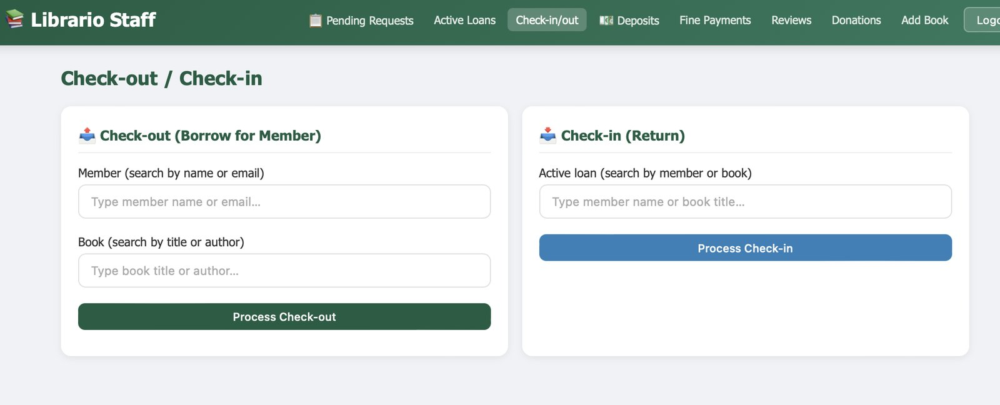 Librario Staff
Pending Requests
Active Loans
Check-in/out
Deposits
Fine Payments
Reviews
Donations
Add Book
Check-out / Check-in
Check-out (Borrow for Member)
Member (search by name or email)
Type member name or email...
Book (search by title or author)
Type book title or author...
Process Check-out
Check-in (Return)
Active loan (search by member or book)
Type member name or book title...
Process Check-in